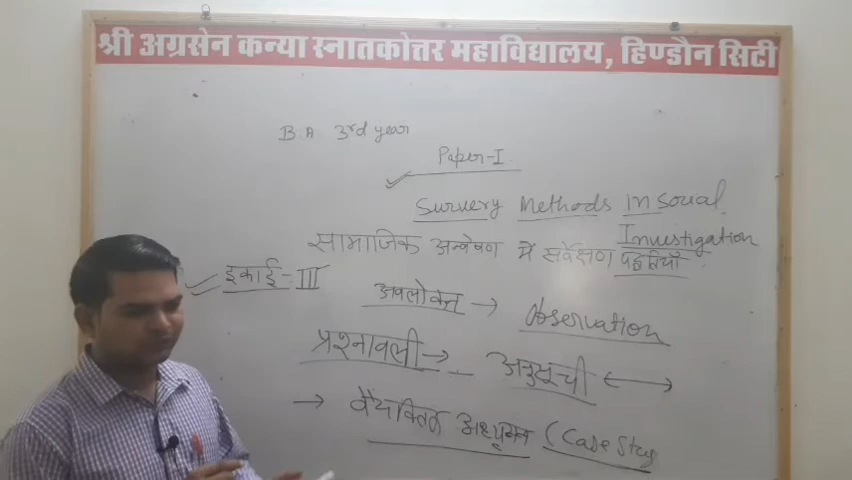 श्री अग्रसेन कन्या स्नातकोत्तर महाविद्यालय, हिण्डौन सिटी
B.A. 3rd year
Paper-I
Survery Methods in Social
Investigation
सामाजिक अन्वेषण में सर्वेक्षण पद्धतियाँ
इकाई-III
अवलोकन → Observation
प्रश्नावली → अनुसूची
→ वैयक्तिक अध्ययन (Case Stay